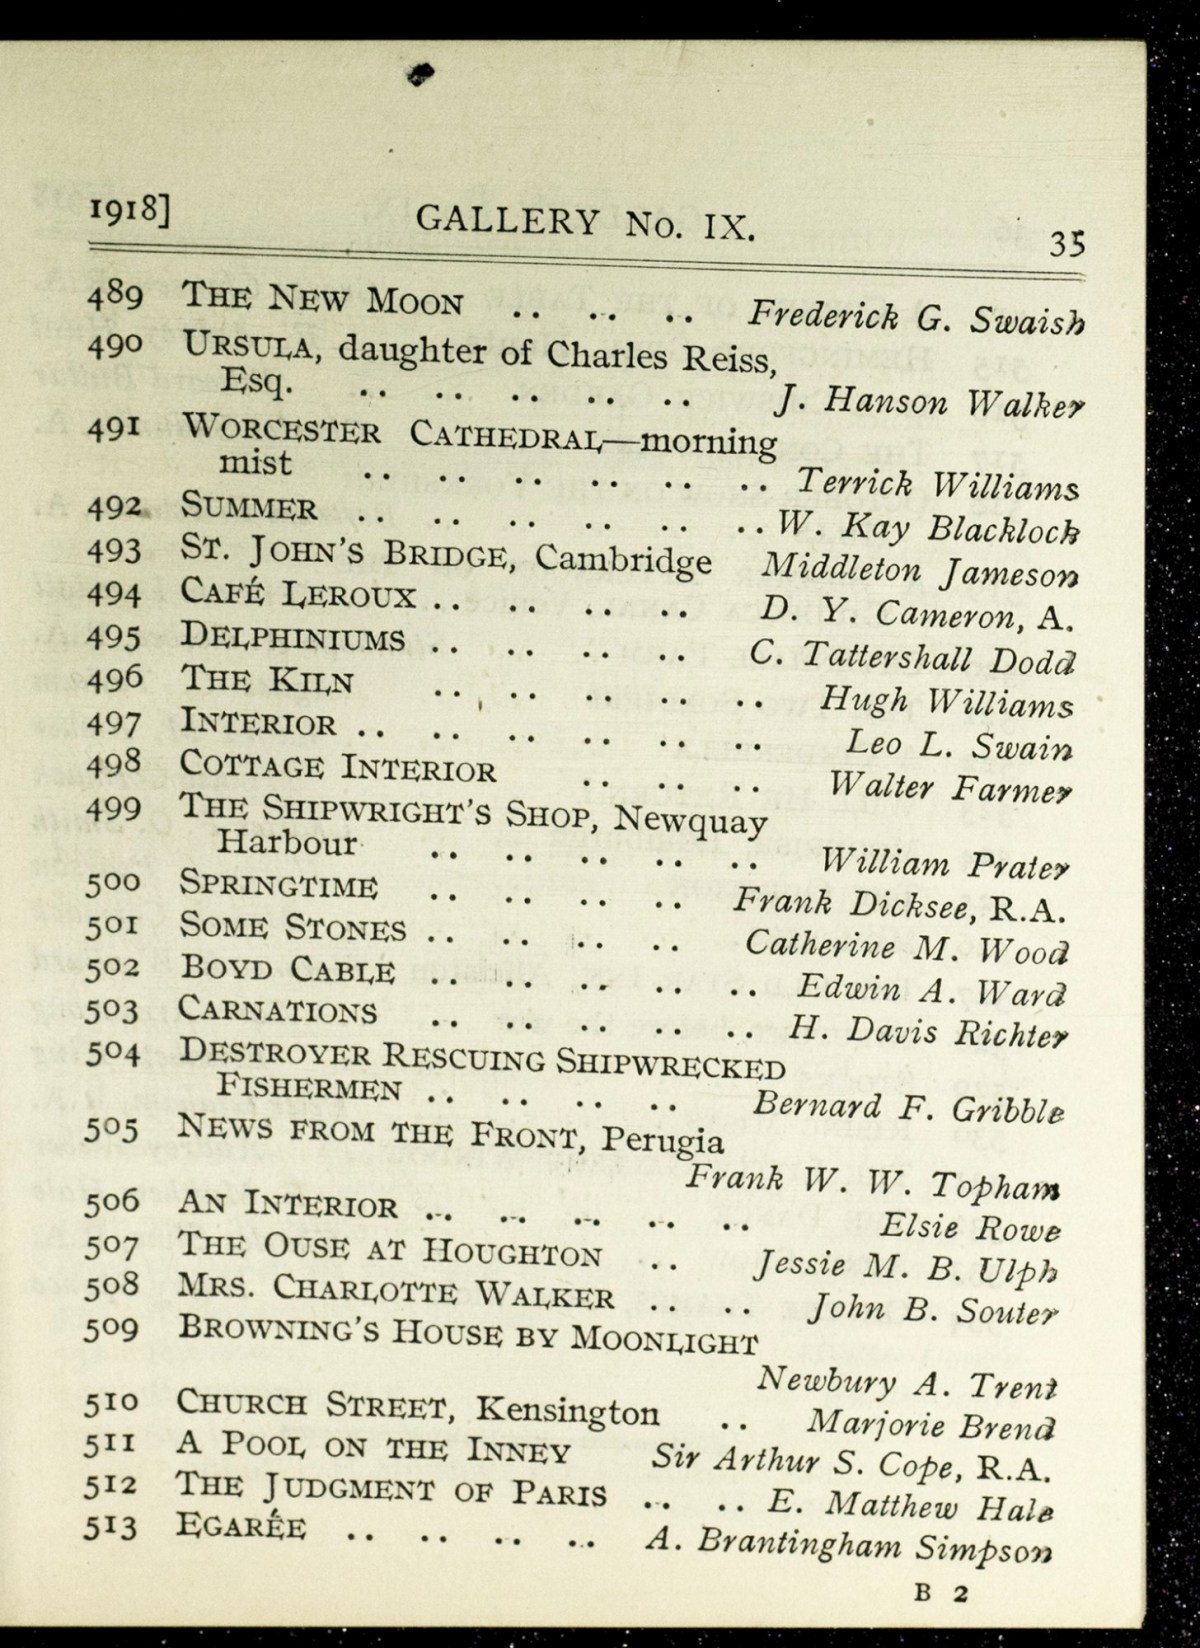 1918] GALLERY No. IX. 35
489 THE NEW MOON .. .. .. Frederick G. Swaish
490 URSULA, daughter of Charles Reiss,
Esq. .. .. .. .. .. J. Hanson Walker
491 WORCESTER CATHEDRAL—morning
mist .. .. .. .. .. .. Terrick Williams
492 SUMMER .. .. .. .. .. .. W. Kay Blacklock
493 ST. JOHN'S BRIDGE, Cambridge Middleton Jameson
494 CAFÉ LEROUX .. .. .. .. D. Y. Cameron, A.
495 DELPHINIUMS .. .. .. .. C. Tattershall Dodd
496 THE KILN .. .. .. .. .. Hugh Williams
497 INTERIOR .. .. .. .. .. .. Leo L. Swain
498 COTTAGE INTERIOR .. .. .. Walter Farmer
499 THE SHIPWRIGHT'S SHOP, Newquay
Harbour .. .. .. .. .. William Prater
500 SPRINGTIME .. .. .. .. Frank Dicksee, R.A.
501 SOME STONES .. .. .. .. Catherine M. Wood
502 BOYD CABLE .. .. .. .. .. Edwin A. Ward
503 CARNATIONS .. .. .. .. .. H. Davis Richter
504 DESTROYER RESCUING SHIPWRECKED
FISHERMEN .. .. .. .. Bernard F. Gribble
505 NEWS FROM THE FRONT, Perugia
Frank W. W. Topham
506 AN INTERIOR .. .. .. .. .. Elsie Rowe
507 THE OUSE AT HOUGHTON .. Jessie M. B. Ulph
508 MRS. CHARLOTTE WALKER .. .. John B. Souter
509 BROWNING'S HOUSE BY MOONLIGHT
Newbury A. Trent
510 CHURCH STREET, Kensington .. Marjorie Brend
511 A POOL ON THE INNEY Sir Arthur S. Cope, R.A.
512 THE JUDGMENT OF PARIS .. .. E. Matthew Hale
513 EGARÉE .. .. .. .. A. Brantingham Simpson
B 2